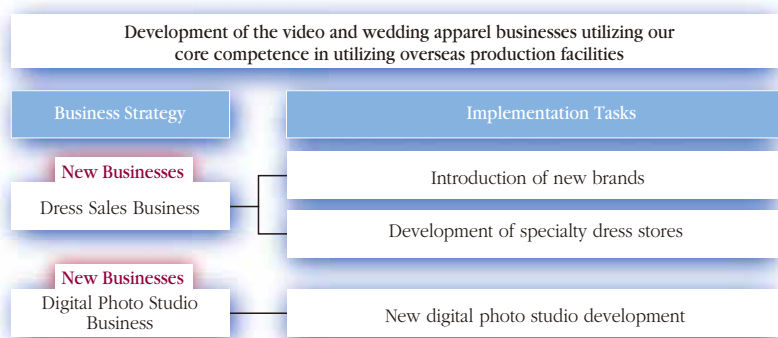 Development of the video and wedding apparel businesses utilizing our
core competence in utilizing overseas production facilities
Business Strategy
Implementation Tasks
New Businesses
Dress Sales Business
Introduction of new brands
Development of specialty dress stores
New Businesses
Digital Photo Studio
Business
New digital photo studio development